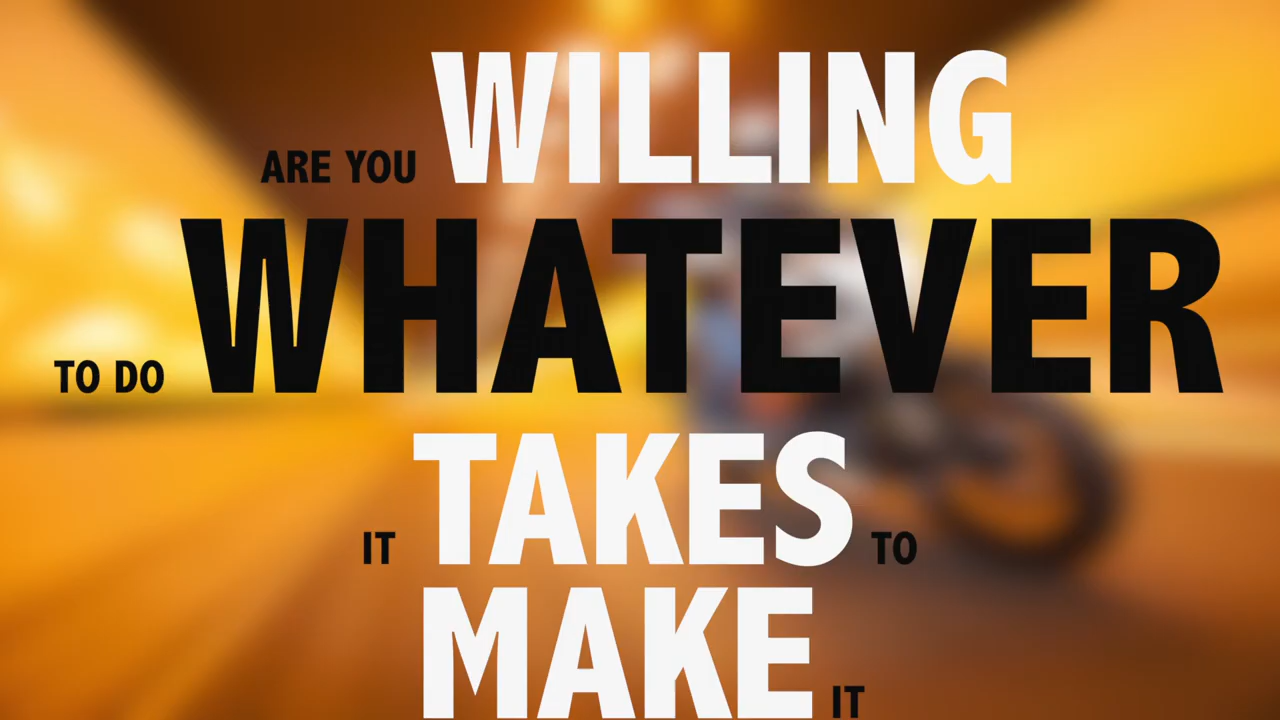 ARE YOU WILLING
TO DO WHATEVER
IT TAKES TO
MAKE IT